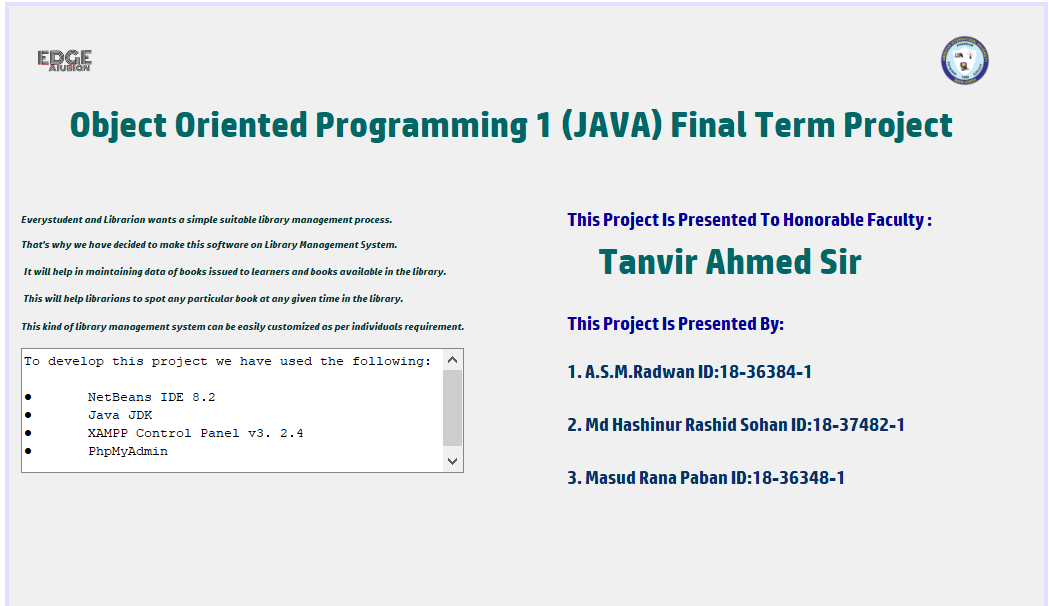 EDGE
AIUBIAN
Object Oriented Programming 1 (JAVA) Final Term Project
Everystudent and Librarian wants a simple suitable library management process.
That's why we have decided to make this software on Library Management System.
It will help in maintaining data of books issued to learners and books available in the library.
This will help librarians to spot any particular book at any given time in the library.
This kind of library management system can be easily customized as per individuals requirement.
To develop this project we have used the following:
● NetBeans IDE 8.2
● Java JDK
● XAMPP Control Panel v3. 2.4
● PhpMyAdmin
This Project Is Presented To Honorable Faculty :
Tanvir Ahmed Sir
This Project Is Presented By:
1. A.S.M.Radwan ID:18-36384-1
2. Md Hashinur Rashid Sohan ID:18-37482-1
3. Masud Rana Paban ID:18-36348-1